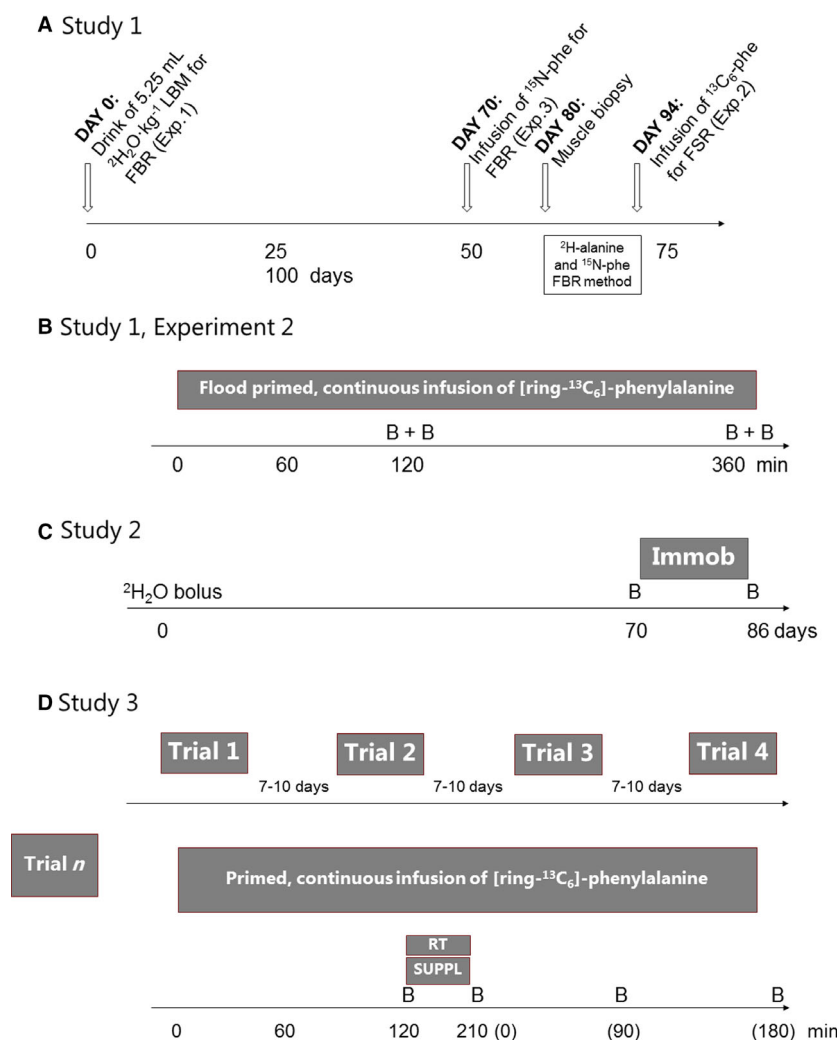 A Study 1
DAY 0:
Drink of 5.25 mL
²H₂O·kg⁻¹ LBM for
FBR (Exp.1)
DAY 70:
Infusion of ¹⁵N-phe for
FBR (Exp.3)
DAY 80:
Muscle biopsy
DAY 94:
Infusion of ¹³C₆-phe
for FSR (Exp.2)
0 25 50 75
100 days
²H-alanine
and ¹⁵N-phe
FBR method
B Study 1, Experiment 2
Flood primed, continuous infusion of [ring-¹³C₆]-phenylalanine
B + B B + B
0 60 120 360 min
C Study 2
Immob
²H₂O bolus B B
0 70 86 days
D Study 3
Trial 1 Trial 2 Trial 3 Trial 4
7-10 days 7-10 days 7-10 days
Trial n
Primed, continuous infusion of [ring-¹³C₆]-phenylalanine
RT
SUPPL
B B B B
0 60 120 210 (0) (90) (180) min